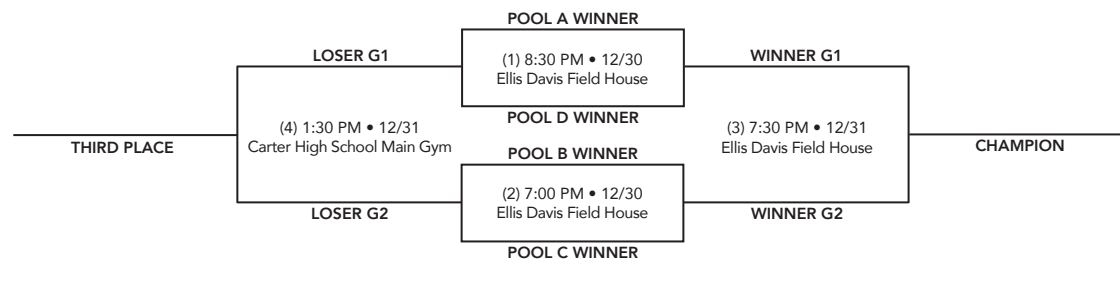 POOL A WINNER
LOSER G1
(1) 8:30 PM • 12/30
Ellis Davis Field House
WINNER G1
POOL D WINNER
(4) 1:30 PM • 12/31
Carter High School Main Gym
THIRD PLACE
(3) 7:30 PM • 12/31
Ellis Davis Field House
CHAMPION
POOL B WINNER
(2) 7:00 PM • 12/30
Ellis Davis Field House
LOSER G2
WINNER G2
POOL C WINNER